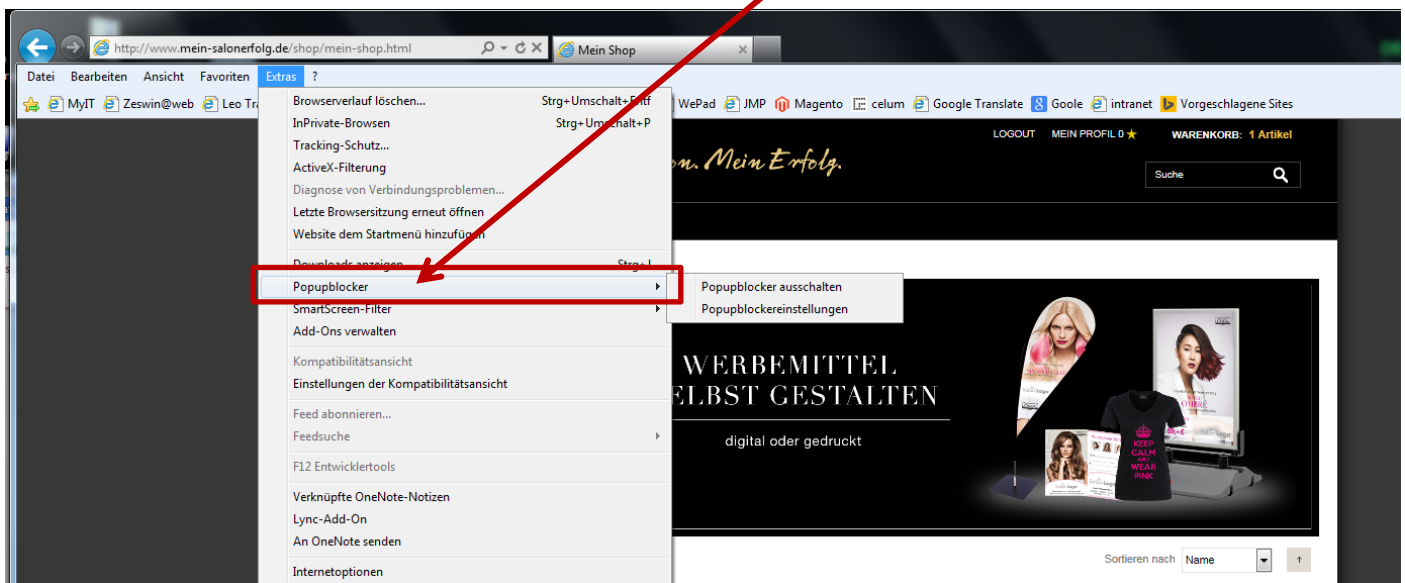 http://www.mein-salonerfolg.de/shop/mein-shop.html
Mein Shop
Datei Bearbeiten Ansicht Favoriten Extras ?
MyIT Zeswin@web Leo WePad JMP Magento celum Google Translate Goole intranet Vorgeschlagene Sites
Browserverlauf löschen... Strg+Umschalt+Entf
InPrivate-Browsen Strg+Umschalt+P
Tracking-Schutz...
ActiveX-Filterung
Diagnose von Verbindungsproblemen...
Letzte Browsersitzung erneut öffnen
Website dem Startmenü hinzufügen
Downloads anzeigen Strg+J
Popupblocker
Popupblocker ausschalten
Popupblockereinstellungen
SmartScreen-Filter
Add-Ons verwalten
Kompatibilitätsansicht
Einstellungen der Kompatibilitätsansicht
Feed abonnieren...
Feedsuche
F12 Entwicklertools
Verknüpfte OneNote-Notizen
Lync-Add-On
An OneNote senden
Internetoptionen
LOGOUT MEIN PROFIL 0 WARENKORB: 1 Artikel
on. Mein Erfolg.
Suche
WERBEMITTEL
ELBST GESTALTEN
digital oder gedruckt
KEEP
CALM
AND
WEAR
PINK
Sortieren nach Name